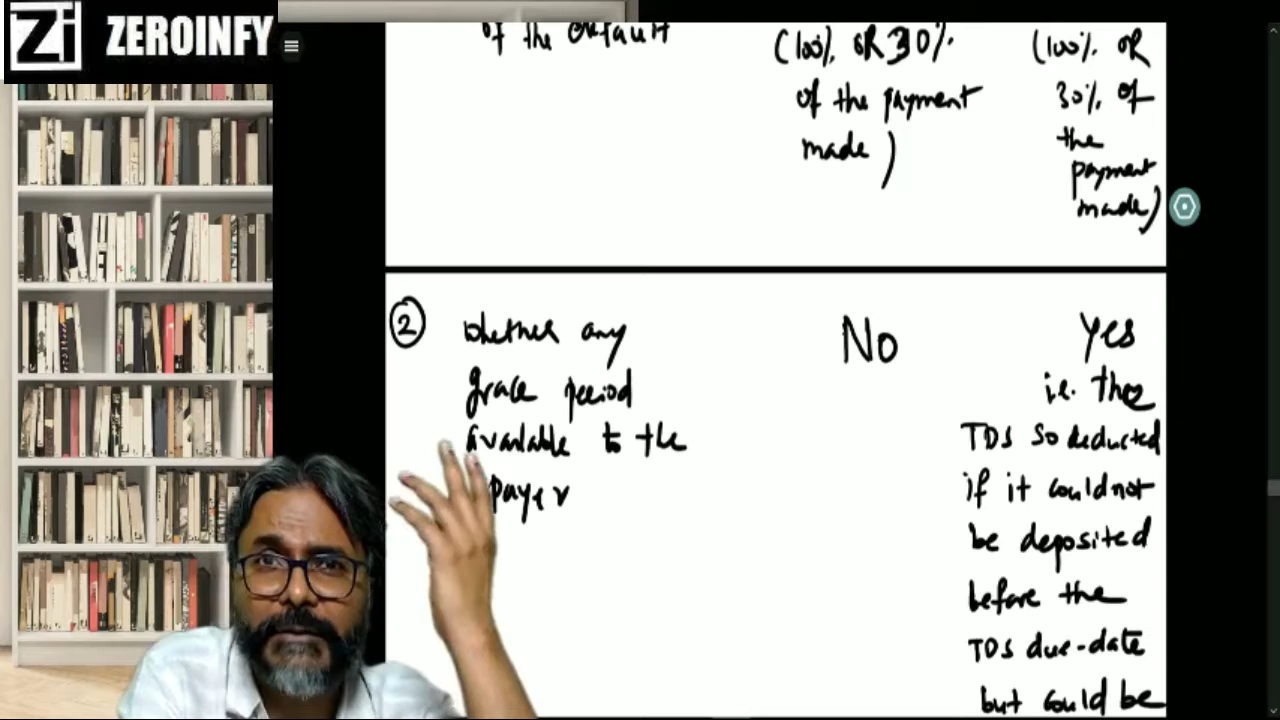 Zi ZEROINFY
of the default
(100% OR 30%
of the payment
made)
(100% OR
30% of
the
payment
made)
2
whether any
grace period
available to the
payer
No
Yes
i.e. the
TDS so deducted
if it could not
be deposited
before the
TDS due-date
but could be